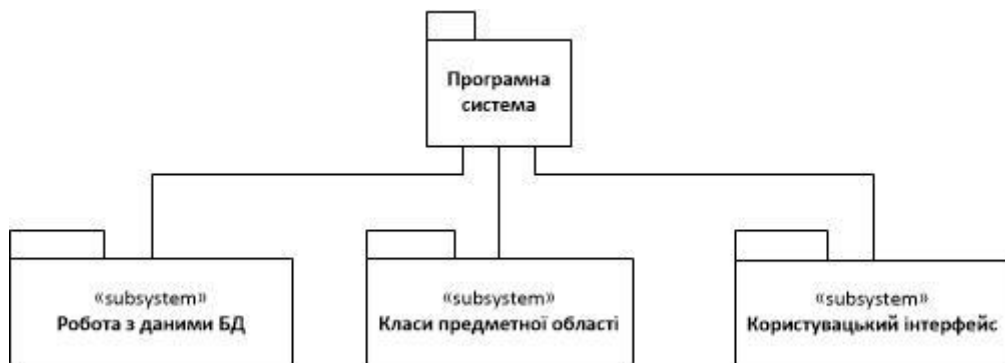 Програмна
система
«subsystem»
Робота з даними БД
«subsystem»
Класи предметної області
«subsystem»
Користувацький інтерфейс